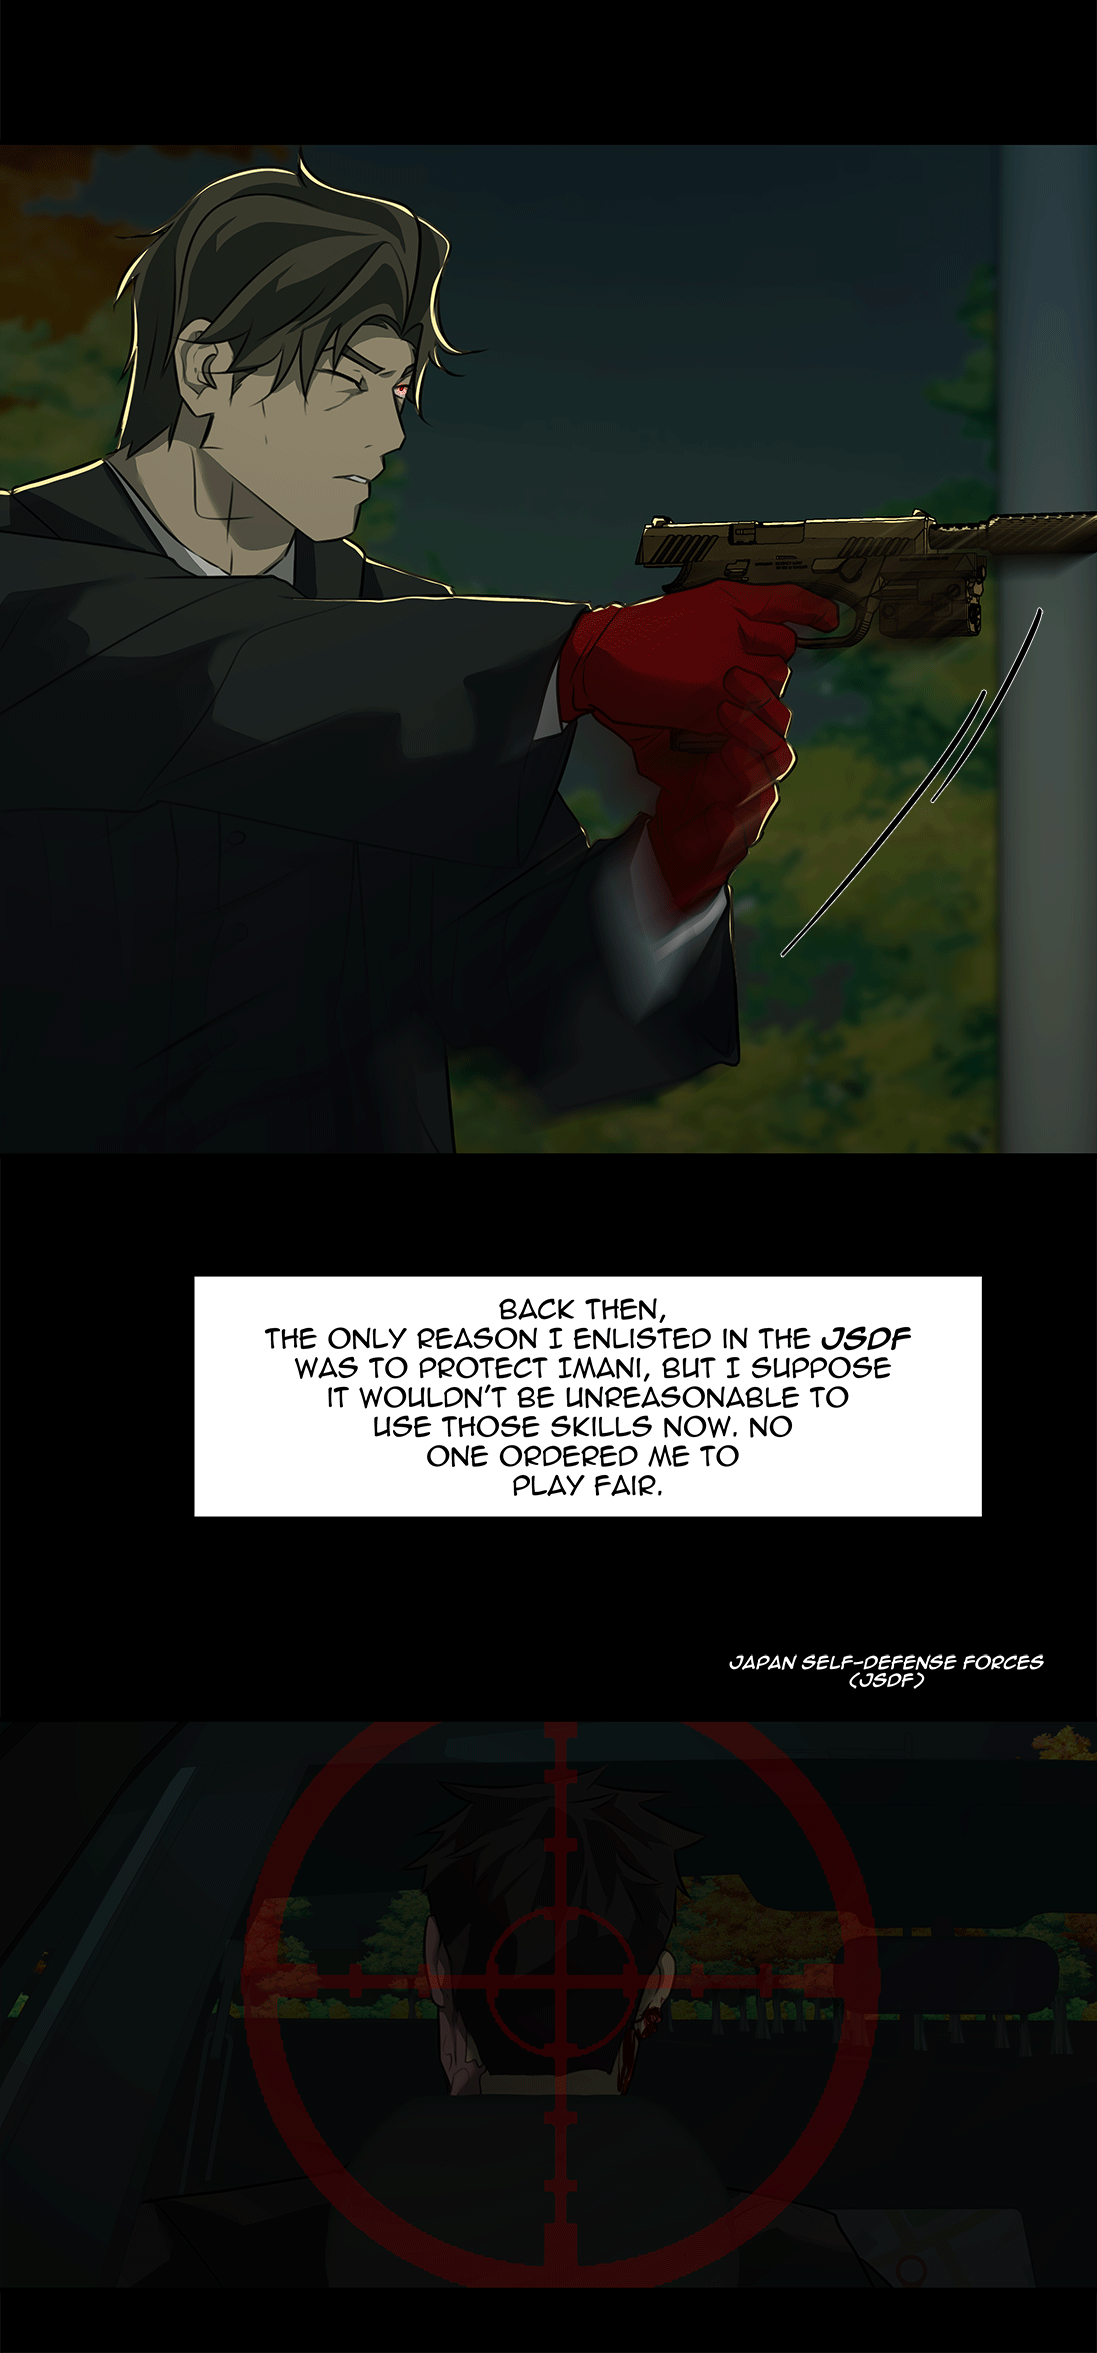 BACK THEN,
THE ONLY REASON I ENLISTED IN THE JSDF
WAS TO PROTECT IMANI, BUT I SUPPOSE
IT WOULDN'T BE UNREASONABLE TO
USE THOSE SKILLS NOW. NO
ONE ORDERED ME TO
PLAY FAIR.
JAPAN SELF-DEFENSE FORCES
(JSDF)